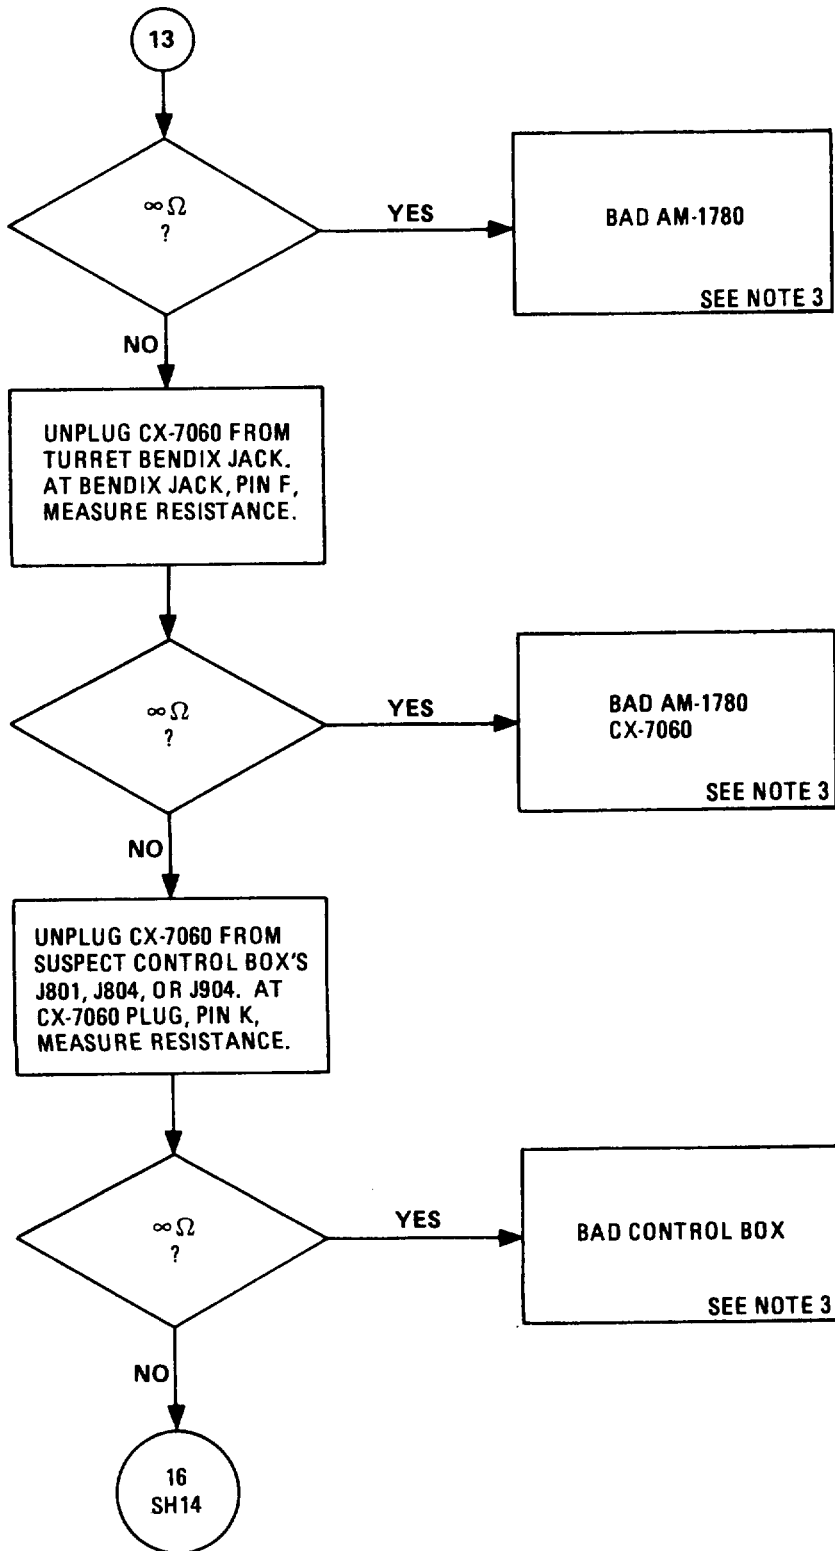 13
∞ Ω
?
YES
BAD AM-1780
SEE NOTE 3
NO
UNPLUG CX-7060 FROM
TURRET BENDIX JACK.
AT BENDIX JACK, PIN F,
MEASURE RESISTANCE.
∞ Ω
?
YES
BAD AM-1780
CX-7060
SEE NOTE 3
NO
UNPLUG CX-7060 FROM
SUSPECT CONTROL BOX'S
J801, J804, OR J904. AT
CX-7060 PLUG, PIN K,
MEASURE RESISTANCE.
∞ Ω
?
YES
BAD CONTROL BOX
SEE NOTE 3
NO
16
SH14